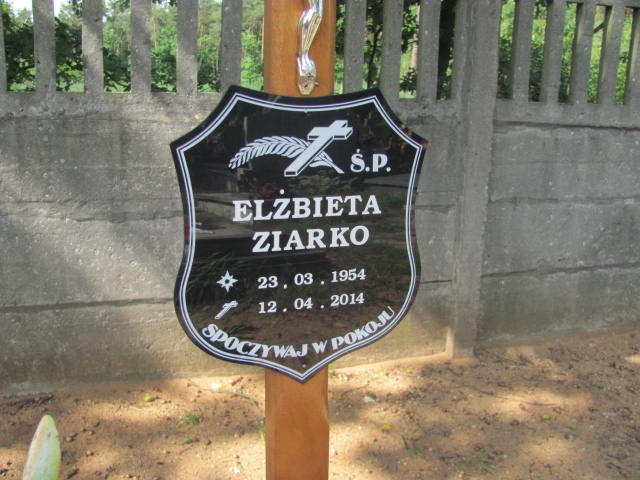 Ś.P.
ELŻBIETA
ZIARKO
23.03.1954
12.04.2014
SPOCZYWAJ W POKOJU